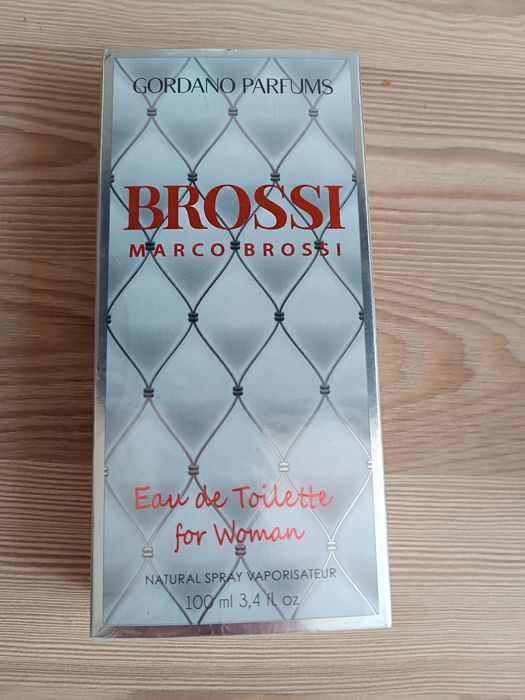 GORDANO PARFUMS
BROSSI
MARCO BROSSI
Eau de Toilette
for Woman
NATURAL SPRAY VAPORISATEUR
100 ml 3,4 fl. oz